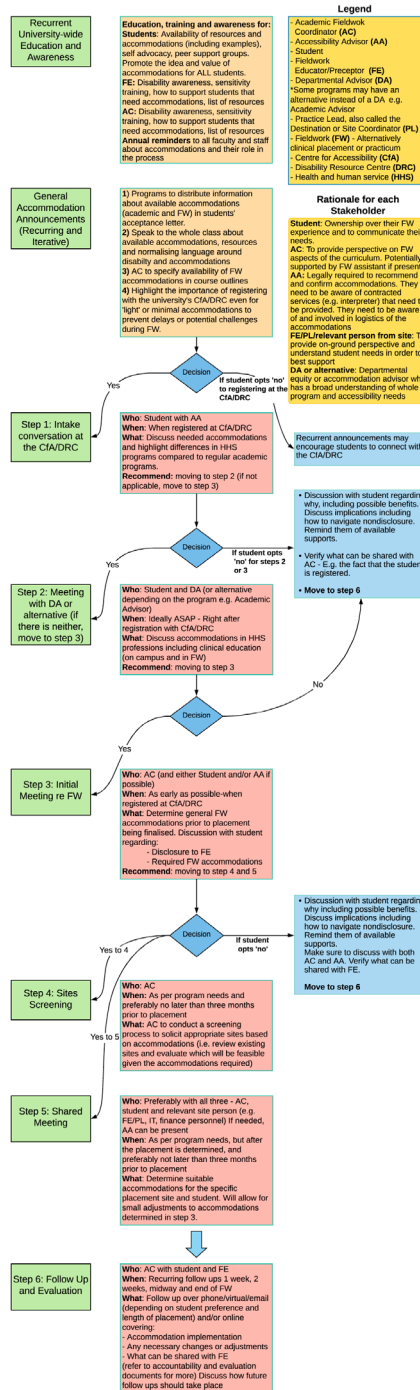 Recurrent
University-wide
Education and
Awareness
Education, training and awareness for:
Students: Availability of resources and
accommodations (including examples), self
advocacy, peer support groups.
Promote the idea and value of
accommodations for ALL students.
FE: Disability awareness, sensitivity
training, how to support students that
need accommodations, list of resources
AC: Disability awareness, sensitivity
training, how to support students that
need accommodations, list of resources
Annual reminders to all faculty and staff
about accommodations and their role in
the process
Legend
- Academic Fieldwok
Coordinator (AC)
- Accessibility Advisor (AA)
- Student
- Fieldwork
Educator/Preceptor (FE)
- Departmental Advisor (DA)
*Some programs may have an
alternative instead of a DA e.g.
Academic Advisor
- Practice Lead, also called the
Destination or Site Coordinator (PL)
- Fieldwork (FW) - Alternatively
clinical placement or practicum
- Centre for Accessibility (CfA)
- Disability Resource Centre (DRC)
- Health and human service (HHS)
General
Accommodation
Announcements
(Recurring and
Iterative)
1) Programs to distribute information
about available accommodations
(academic and FW) in students'
acceptance letter.
2) Speak to the whole class about
available accommodations, resources
and normalising language around
disabilty and accommodations
3) AC to specify availability of FW
accommodations in course outlines
4) Highlight the importance of registering
with the university's CfA/DRC even for
'light' or minimal accommodations to
prevent delays or potential challenges
during FW.
Rationale for each
Stakeholder
Student: Ownership over their FW
experience and to communicate their
needs.
AC: To provide perspective on FW
aspects of the curriculum. Potentially
supported by FW assistant if present
AA: Legally required to recommend
and confirm accommodations. They
need to be aware of contracted
services (e.g. interpreter) that need to
be provided. They need to be aware
of and involved in logistics of the
accommodations
FE/PL/relevant person from site:
provide on-ground perspective and
understand student needs in order to
best support
DA or alternative: Departmental
equity or accommodation advisor who
has a broad understanding of whole
program and accessibility needs
Decision
Yes
If student opts 'no'
to registering at the
CfA/DRC
Step 1: Intake
conversation at
the CfA/DRC
Who: Student with AA
When: When registered at CfA/DRC
What: Discuss needed accommodations
and highlight differences in HHS
programs compared to regular academic
programs.
Recommend: moving to step 2 (if not
applicable, move to step 3)
Recurrent announcements may
encourage students to connect with
the CfA/DRC
Decision
Yes
If student opts
'no' for steps 2
or 3
• Discussion with student regarding
why, including possible benefits.
Discuss implications including
how to navigate nondisclosure.
Remind them of available
supports.
• Verify what can be shared with
AC - E.g. the fact that the student
is registered.
• Move to step 6
Step 2: Meeting
with DA or
alternative (if
there is neither,
move to step 3)
Who: Student and DA (or alternative
depending on the program e.g. Academic
Advisor)
When: Ideally ASAP - Right after
registration with CfA/DRC
What: Discuss accommodations in HHS
professions including clinical education
(on campus and in FW)
Recommend: moving to step 3
No
Decision
Yes
Step 3: Initial
Meeting re FW
Who: AC (and either Student and/or AA if
possible)
When: As early as possible-when
registered at CfA/DRC
What: Determine general FW
accommodations prior to placement
being finalised. Discussion with student
regarding:
- Disclosure to FE
- Required FW accommodations
Recommend: moving to step 4 and 5
Decision
Yes to 4
If student
opts 'no'
• Discussion with student regarding
why including possible benefits.
Discuss implications including
how to navigate nondisclosure.
Remind them of available
supports.
Make sure to discuss with both
AC and AA. Verify what can be
shared with FE.
Move to step 6
Step 4: Sites
Screening
Who: AC
When: As per program needs and
preferably no later than three months
prior to placement
What: AC to conduct a screening
process to solicit appropriate sites based
on accommodations (i.e. review existing
sites and evaluate which will be feasible
given the accommodations required)
Yes to 5
Step 5: Shared
Meeting
Who: Preferably with all three - AC,
student and relevant site person (e.g.
FE/PL, IT, finance personnel) If needed,
AA can be present
When: As per program needs, but after
the placement is determined, and
preferably not later than three months
prior to placement
What: Determine suitable
accommodations for the specific
placement site and student. Will allow for
small adjustments to accommodations
determined in step 3.
Step 6: Follow Up
and Evaluation
Who: AC with student and FE
When: Recurring follow ups 1 week, 2
weeks, midway and end of FW
What: Follow up over phone/virtual/email
(depending on student preference and
length of placement) and/or online
covering:
- Accommodation implementation
- Any necessary changes or adjustments
- What can be shared with FE
(refer to accountability and evaluation
documents for more) Discuss how future
follow ups should take place